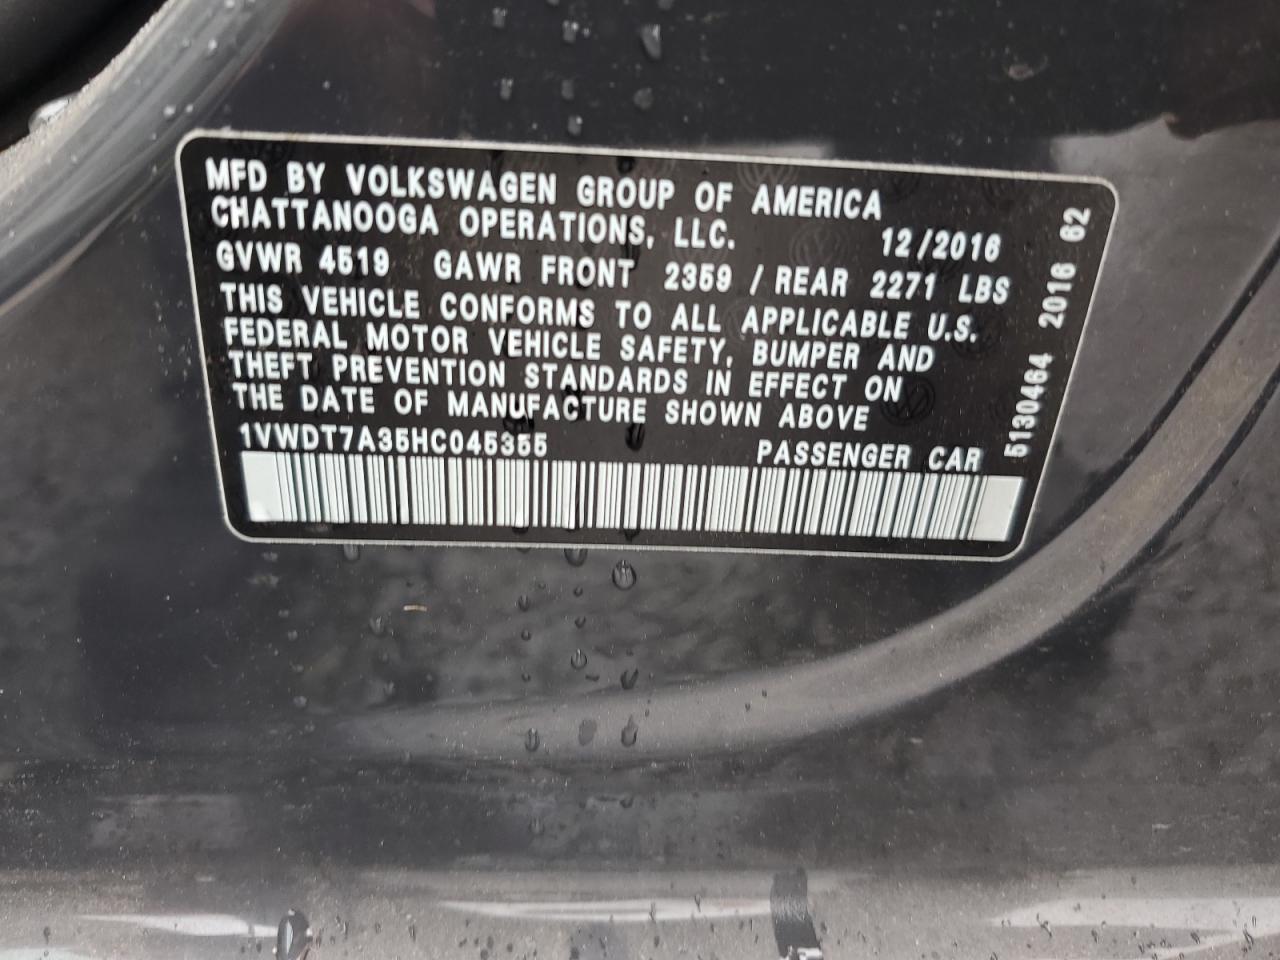 MFD BY VOLKSWAGEN GROUP OF AMERICA
CHATTANOOGA OPERATIONS, LLC. 12/2016
GVWR 4519 GAWR FRONT 2359 / REAR 2271 LBS
THIS VEHICLE CONFORMS TO ALL APPLICABLE U.S.
FEDERAL MOTOR VEHICLE SAFETY, BUMPER AND
THEFT PREVENTION STANDARDS IN EFFECT ON
THE DATE OF MANUFACTURE SHOWN ABOVE
1VWDT7A35HC045355 PASSENGER CAR
5130464 2016 62